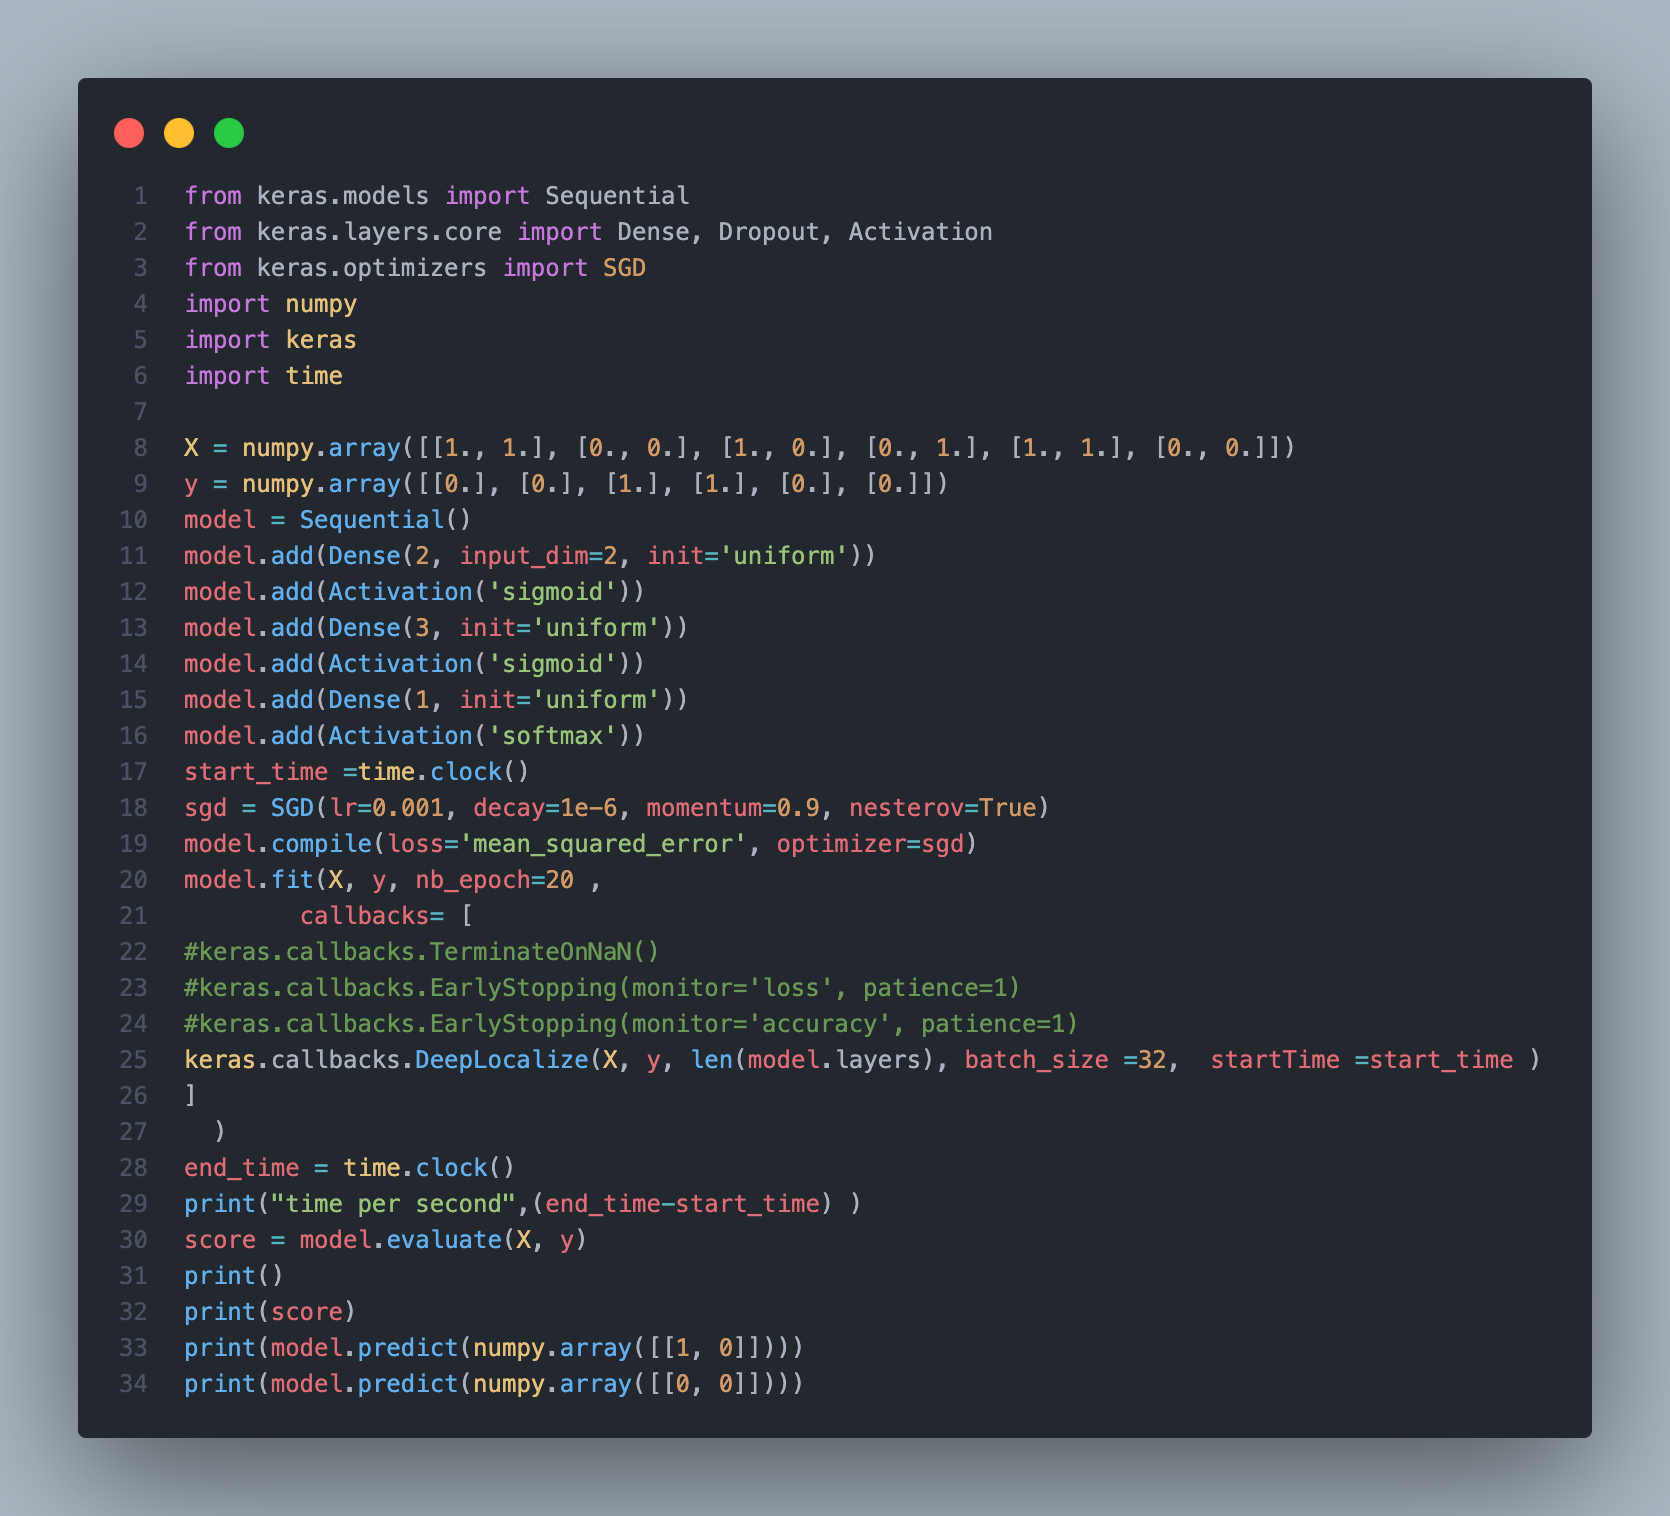 1 from keras.models import Sequential
2 from keras.layers.core import Dense, Dropout, Activation
3 from keras.optimizers import SGD
4 import numpy
5 import keras
6 import time
7
8 X = numpy.array([[1., 1.], [0., 0.], [1., 0.], [0., 1.], [1., 1.], [0., 0.]])
9 y = numpy.array([[0.], [0.], [1.], [1.], [0.], [0.]])
10 model = Sequential()
11 model.add(Dense(2, input_dim=2, init='uniform'))
12 model.add(Activation('sigmoid'))
13 model.add(Dense(3, init='uniform'))
14 model.add(Activation('sigmoid'))
15 model.add(Dense(1, init='uniform'))
16 model.add(Activation('softmax'))
17 start_time =time.clock()
18 sgd = SGD(lr=0.001, decay=1e-6, momentum=0.9, nesterov=True)
19 model.compile(loss='mean_squared_error', optimizer=sgd)
20 model.fit(X, y, nb_epoch=20 ,
21         callbacks= [
22 #keras.callbacks.TerminateOnNaN()
23 #keras.callbacks.EarlyStopping(monitor='loss', patience=1)
24 #keras.callbacks.EarlyStopping(monitor='accuracy', patience=1)
25 keras.callbacks.DeepLocalize(X, y, len(model.layers), batch_size =32,  startTime =start_time )
26 ]
27   )
28 end_time = time.clock()
29 print("time per second",(end_time-start_time) )
30 score = model.evaluate(X, y)
31 print()
32 print(score)
33 print(model.predict(numpy.array([[1, 0]])))
34 print(model.predict(numpy.array([[0, 0]])))